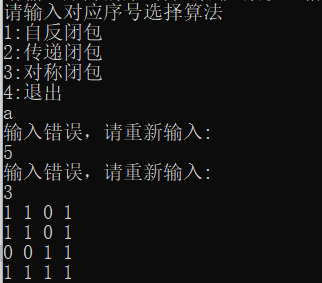 请输入对应序号选择算法
1:自反闭包
2:传递闭包
3:对称闭包
4:退出
a
输入错误，请重新输入:
5
输入错误，请重新输入:
3
1 1 0 1
1 1 0 1
0 0 1 1
1 1 1 1